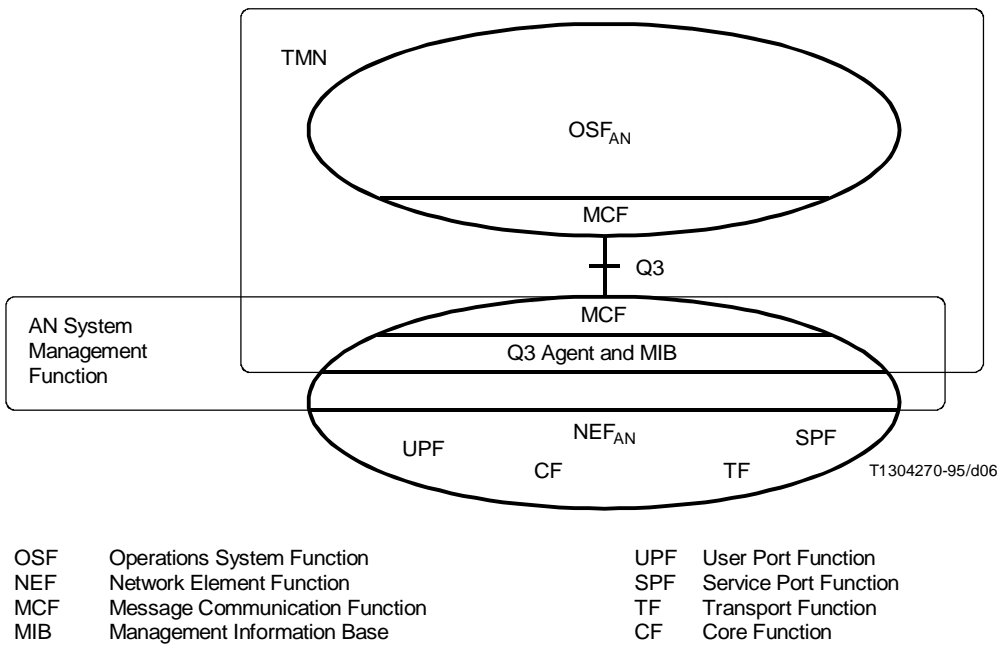 TMN
OSFAN
MCF
Q3
MCF
AN System
Management
Function
Q3 Agent and MIB
NEFAN
UPF
SPF
CF
TF
T1304270-95/d06
OSF Operations System Function
NEF Network Element Function
MCF Message Communication Function
MIB Management Information Base
UPF User Port Function
SPF Service Port Function
TF Transport Function
CF Core Function